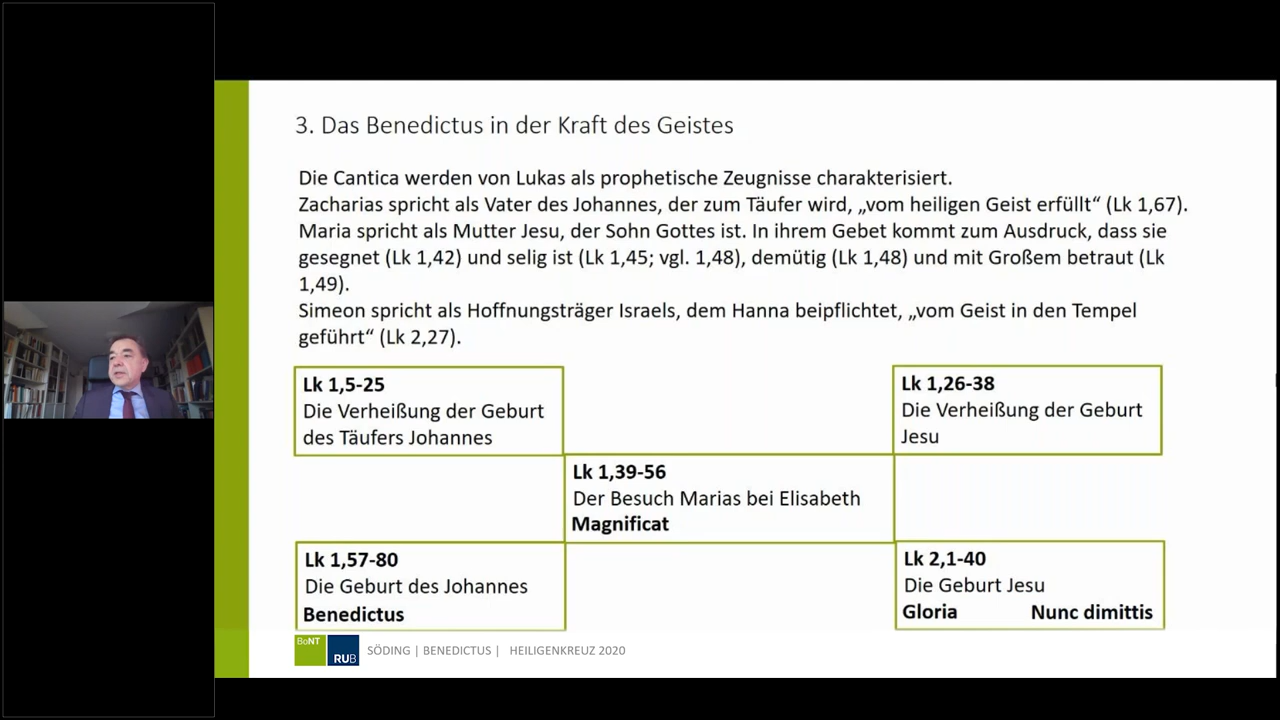 3. Das Benedictus in der Kraft des Geistes
Die Cantica werden von Lukas als prophetische Zeugnisse charakterisiert.
Zacharias spricht als Vater des Johannes, der zum Täufer wird, „vom heiligen Geist erfüllt“ (Lk 1,67).
Maria spricht als Mutter Jesu, der Sohn Gottes ist. In ihrem Gebet kommt zum Ausdruck, dass sie
gesegnet (Lk 1,42) und selig ist (Lk 1,45; vgl. 1,48), demütig (Lk 1,48) und mit Großem betraut (Lk
1,49).
Simeon spricht als Hoffnungsträger Israels, dem Hanna beipflichtet, „vom Geist in den Tempel
geführt“ (Lk 2,27).
Lk 1,5-25
Die Verheißung der Geburt
des Täufers Johannes
Lk 1,26-38
Die Verheißung der Geburt
Jesu
Lk 1,39-56
Der Besuch Marias bei Elisabeth
Magnificat
Lk 1,57-80
Die Geburt des Johannes
Benedictus
Lk 2,1-40
Die Geburt Jesu
Gloria Nunc dimittis
BoNT
RUB
SÖDING | BENEDICTUS | HEILIGENKREUZ 2020